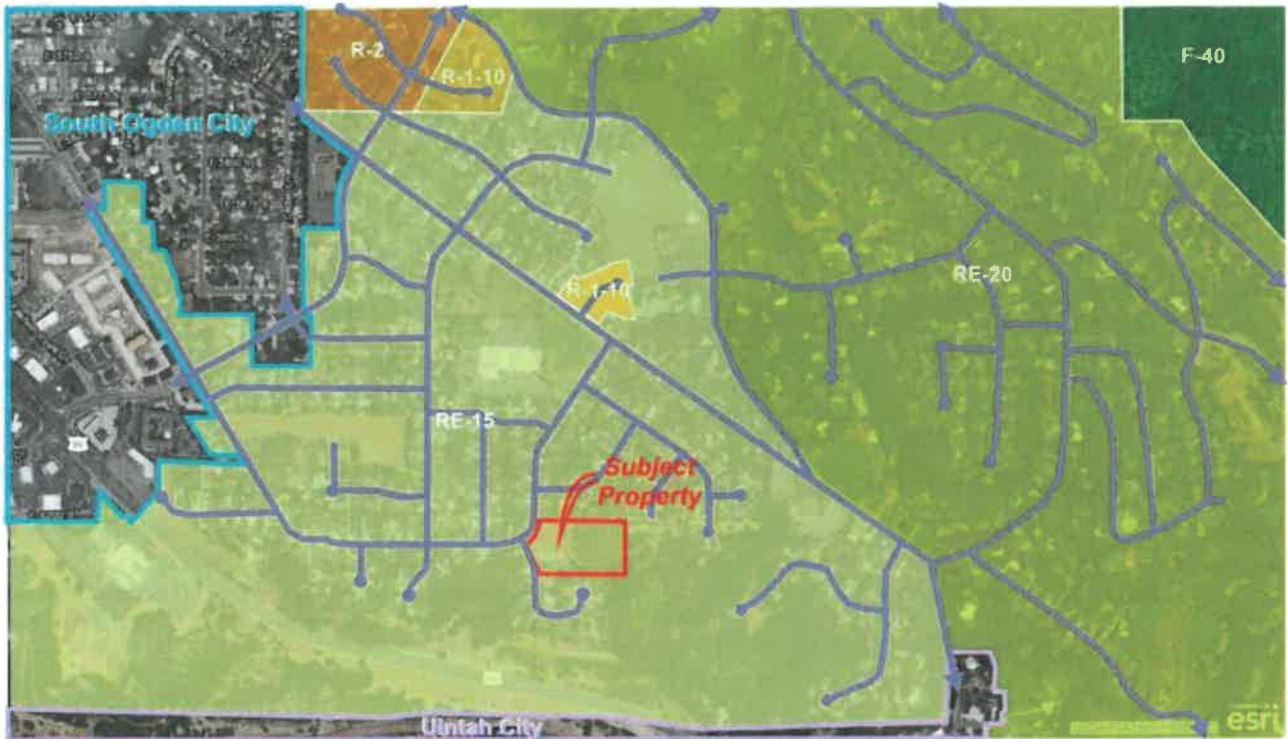 R-2
R-1-10
F-40
South Ogden City
R-1-10
RE-20
RE-15
Subject
Property
Uintah City
esri